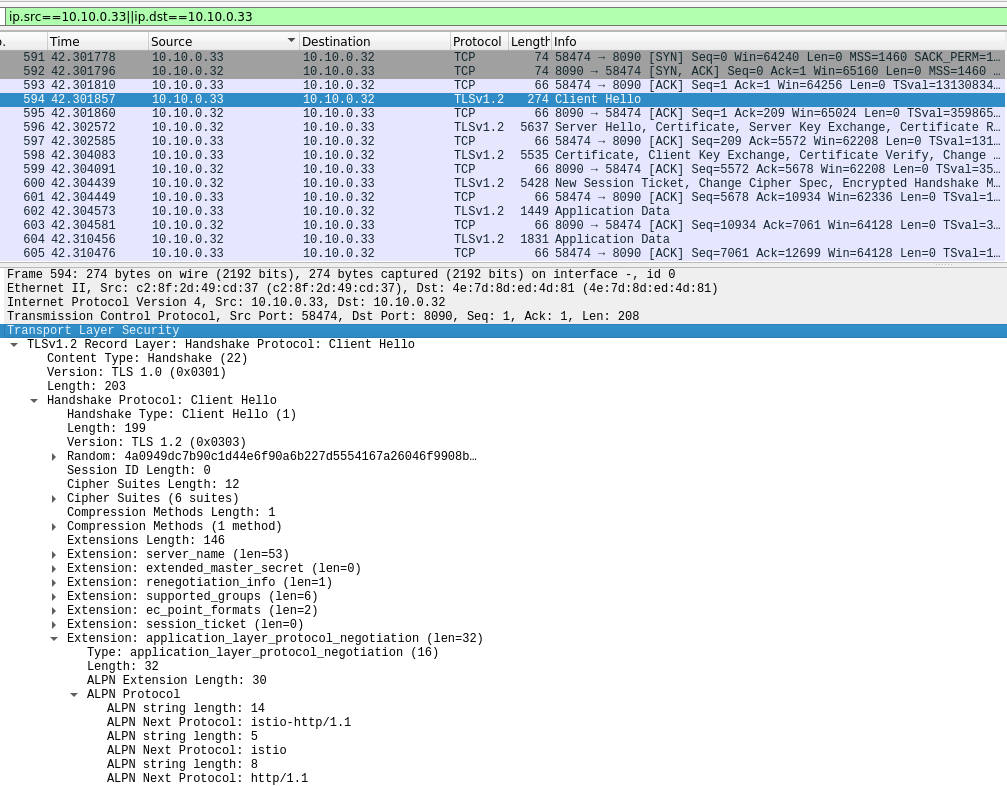 ip.src==10.10.0.33||ip.dst==10.10.0.33
. Time Source Destination Protocol Length Info
591 42.301778 10.10.0.33 10.10.0.32 TCP 74 58474 → 8090 [SYN] Seq=0 Win=64240 Len=0 MSS=1460 SACK_PERM=1…
592 42.301796 10.10.0.32 10.10.0.33 TCP 74 8090 → 58474 [SYN, ACK] Seq=0 Ack=1 Win=65160 Len=0 MSS=1460 …
593 42.301810 10.10.0.33 10.10.0.32 TCP 66 58474 → 8090 [ACK] Seq=1 Ack=1 Win=64256 Len=0 TSval=13130834…
594 42.301857 10.10.0.33 10.10.0.32 TLSv1.2 274 Client Hello
595 42.301860 10.10.0.32 10.10.0.33 TCP 66 8090 → 58474 [ACK] Seq=1 Ack=209 Win=65024 Len=0 TSval=359865…
596 42.302572 10.10.0.32 10.10.0.33 TLSv1.2 5637 Server Hello, Certificate, Server Key Exchange, Certificate R…
597 42.302585 10.10.0.33 10.10.0.32 TCP 66 58474 → 8090 [ACK] Seq=209 Ack=5572 Win=62208 Len=0 TSval=131…
598 42.304083 10.10.0.33 10.10.0.32 TLSv1.2 5535 Certificate, Client Key Exchange, Certificate Verify, Change …
599 42.304091 10.10.0.32 10.10.0.33 TCP 66 8090 → 58474 [ACK] Seq=5572 Ack=5678 Win=62208 Len=0 TSval=35…
600 42.304439 10.10.0.32 10.10.0.33 TLSv1.2 5428 New Session Ticket, Change Cipher Spec, Encrypted Handshake M…
601 42.304449 10.10.0.33 10.10.0.32 TCP 66 58474 → 8090 [ACK] Seq=5678 Ack=10934 Win=62336 Len=0 TSval=1…
602 42.304573 10.10.0.33 10.10.0.32 TLSv1.2 1449 Application Data
603 42.304581 10.10.0.32 10.10.0.33 TCP 66 8090 → 58474 [ACK] Seq=10934 Ack=7061 Win=64128 Len=0 TSval=3…
604 42.310456 10.10.0.32 10.10.0.33 TLSv1.2 1831 Application Data
605 42.310476 10.10.0.33 10.10.0.32 TCP 66 58474 → 8090 [ACK] Seq=7061 Ack=12699 Win=64128 Len=0 TSval=1…
Frame 594: 274 bytes on wire (2192 bits), 274 bytes captured (2192 bits) on interface -, id 0
Ethernet II, Src: c2:8f:2d:49:cd:37 (c2:8f:2d:49:cd:37), Dst: 4e:7d:8d:ed:4d:81 (4e:7d:8d:ed:4d:81)
Internet Protocol Version 4, Src: 10.10.0.33, Dst: 10.10.0.32
Transmission Control Protocol, Src Port: 58474, Dst Port: 8090, Seq: 1, Ack: 1, Len: 208
Transport Layer Security
TLSv1.2 Record Layer: Handshake Protocol: Client Hello
Content Type: Handshake (22)
Version: TLS 1.0 (0x0301)
Length: 203
Handshake Protocol: Client Hello
Handshake Type: Client Hello (1)
Length: 199
Version: TLS 1.2 (0x0303)
Random: 4a0949dc7b90c1d44e6f90a6b227d5554167a26046f9908b…
Session ID Length: 0
Cipher Suites Length: 12
Cipher Suites (6 suites)
Compression Methods Length: 1
Compression Methods (1 method)
Extensions Length: 146
Extension: server_name (len=53)
Extension: extended_master_secret (len=0)
Extension: renegotiation_info (len=1)
Extension: supported_groups (len=6)
Extension: ec_point_formats (len=2)
Extension: session_ticket (len=0)
Extension: application_layer_protocol_negotiation (len=32)
Type: application_layer_protocol_negotiation (16)
Length: 32
ALPN Extension Length: 30
ALPN Protocol
ALPN string length: 14
ALPN Next Protocol: istio-http/1.1
ALPN string length: 5
ALPN Next Protocol: istio
ALPN string length: 8
ALPN Next Protocol: http/1.1